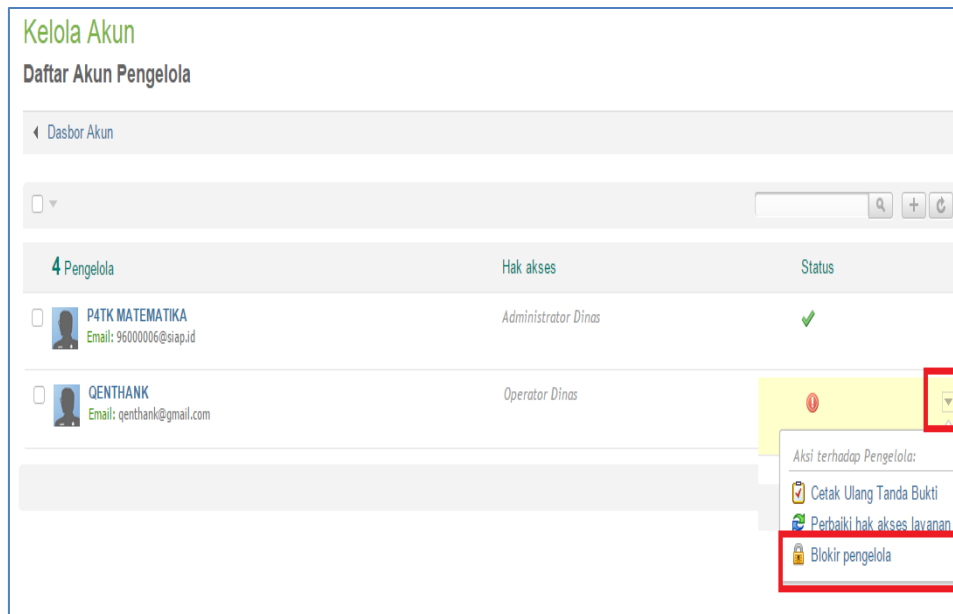 Kelola Akun
Daftar Akun Pengelola
Dasbor Akun
4 Pengelola Hak akses Status
P4TK MATEMATIKA Administrator Dinas
Email: 96000006@siap.id
QENTHANK Operator Dinas
Email: qenthank@gmail.com
Aksi terhadap Pengelola:
Cetak Ulang Tanda Bukti
Perbaiki hak akses layanan
Blokir pengelola